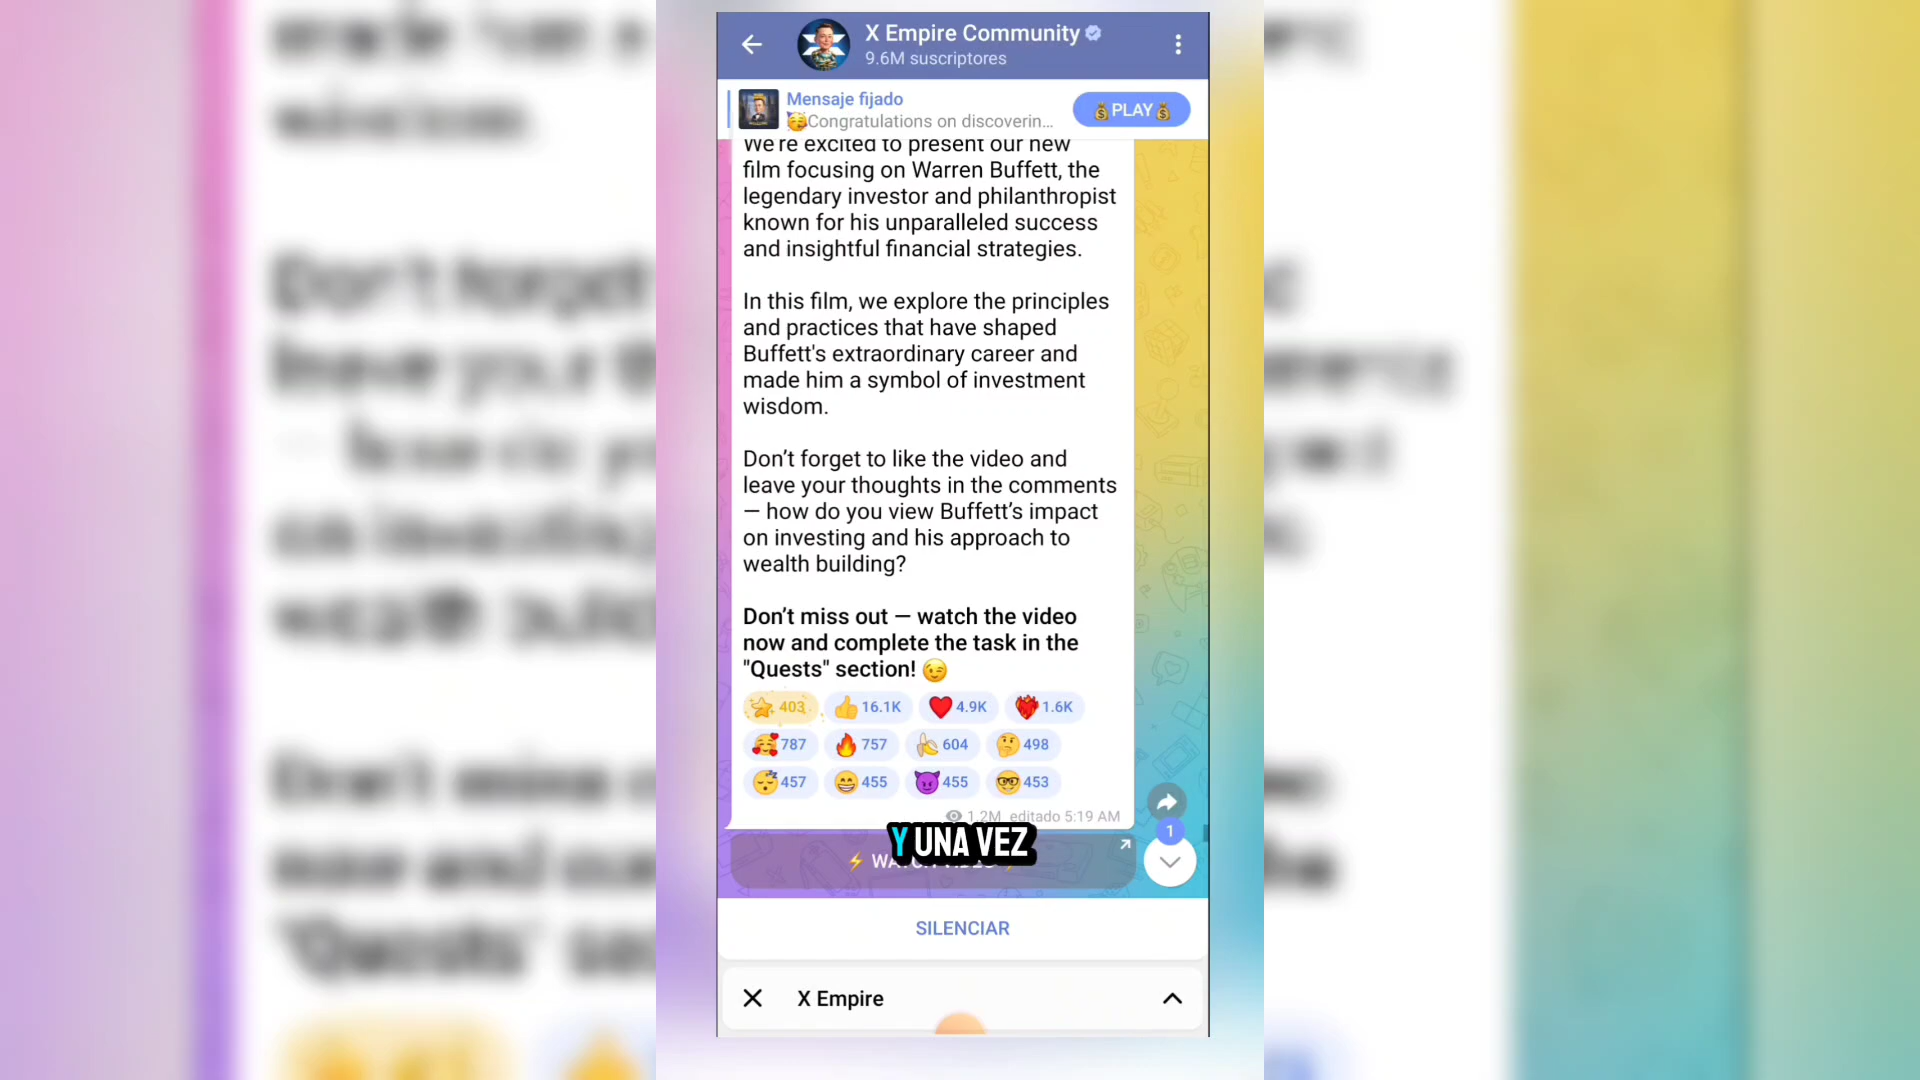 X Empire Community
9.6M suscriptores
Mensaje fijado
🥳Congratulations on discoverin...
💰PLAY💰
We're excited to present our new
film focusing on Warren Buffett, the
legendary investor and philanthropist
known for his unparalleled success
and insightful financial strategies.
In this film, we explore the principles
and practices that have shaped
Buffett's extraordinary career and
made him a symbol of investment
wisdom.
Don't forget to like the video and
leave your thoughts in the comments
— how do you view Buffett's impact
on investing and his approach to
wealth building?
Don't miss out — watch the video
now and complete the task in the
"Quests" section! 😉
403 16.1K 4.9K 1.6K
787 757 604 498
457 455 455 453
1.2M editado 5:19 AM
1
Y UNA VEZ
SILENCIAR
X Empire